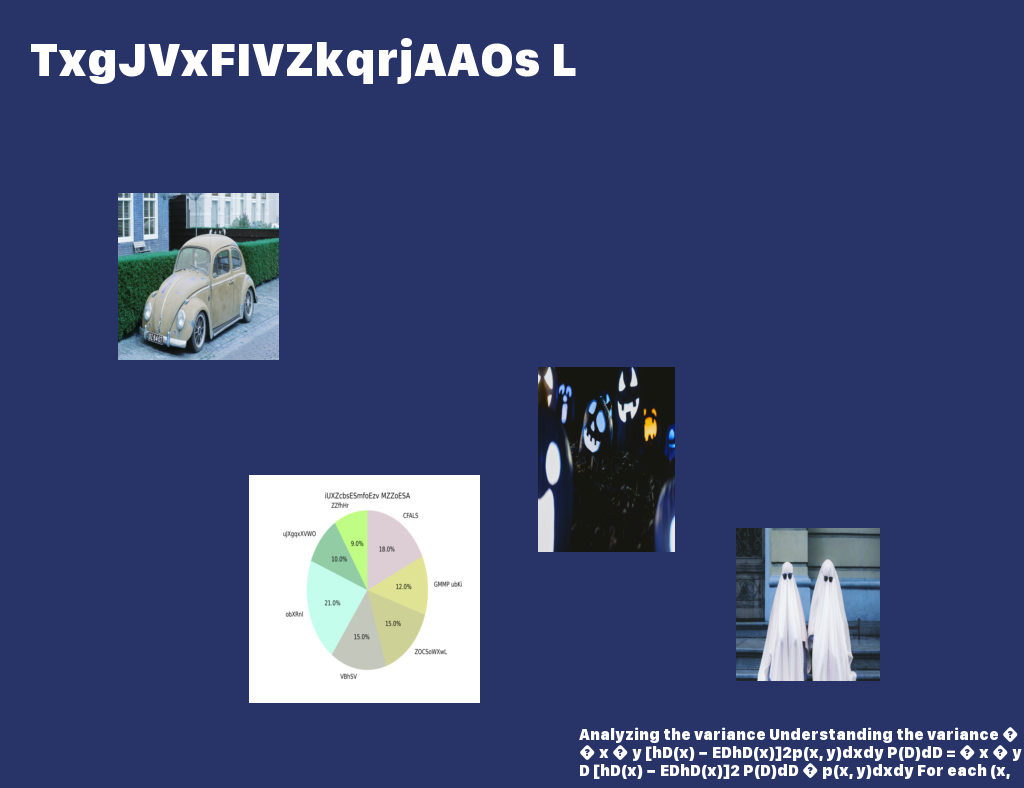 TxgJVxFIVZkqrjAAOs L
iUXZcbsESmfoEzv MZZoESA
ZZfhHr
CFALS
uJXgqxXVWO
9.0%
18.0%
10.0%
GMMP ubKi
12.0%
21.0%
obXRnI
15.0%
15.0%
ZOCSoWXwL
VBhSV
Analyzing the variance Understanding the variance �
� x � y [hD(x) − EDhD(x)]2p(x, y)dxdy P(D)dD = � x � y
D [hD(x) − EDhD(x)]2 P(D)dD � p(x, y)dxdy For each (x,